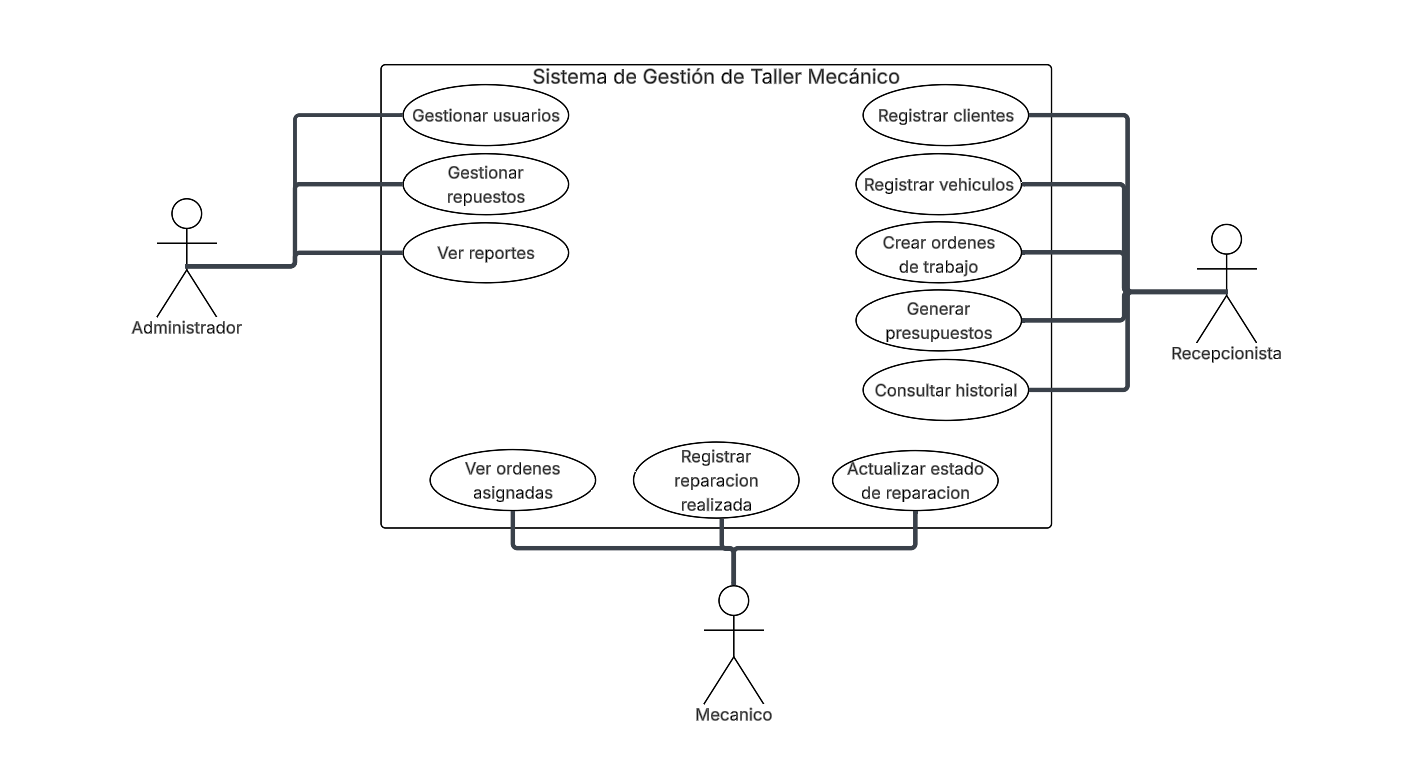 Sistema de Gestión de Taller Mecánico
Gestionar usuarios
Gestionar
repuestos
Ver reportes
Administrador
Registrar clientes
Registrar vehiculos
Crear ordenes
de trabajo
Generar
presupuestos
Consultar historial
Recepcionista
Ver ordenes
asignadas
Registrar
reparacion
realizada
Actualizar estado
de reparacion
Mecanico